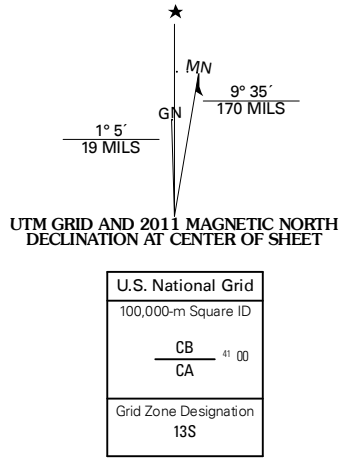 ★
MN
GN
9° 35´
170 MILS
1° 5´
19 MILS
UTM GRID AND 2011 MAGNETIC NORTH
DECLINATION AT CENTER OF SHEET
U.S. National Grid
100,000-m Square ID
CB
41 00
CA
Grid Zone Designation
13S